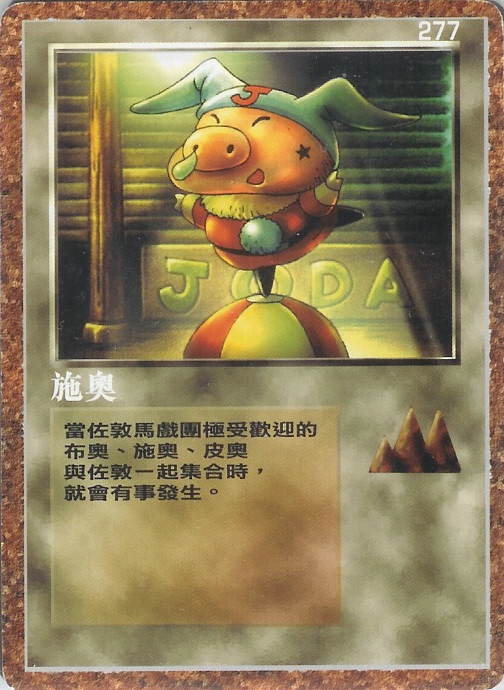 277
J
JODA
施奧
當佐敦馬戲團極受歡迎的
布奧、施奧、皮奧
與佐敦一起集合時，
就會有事發生。